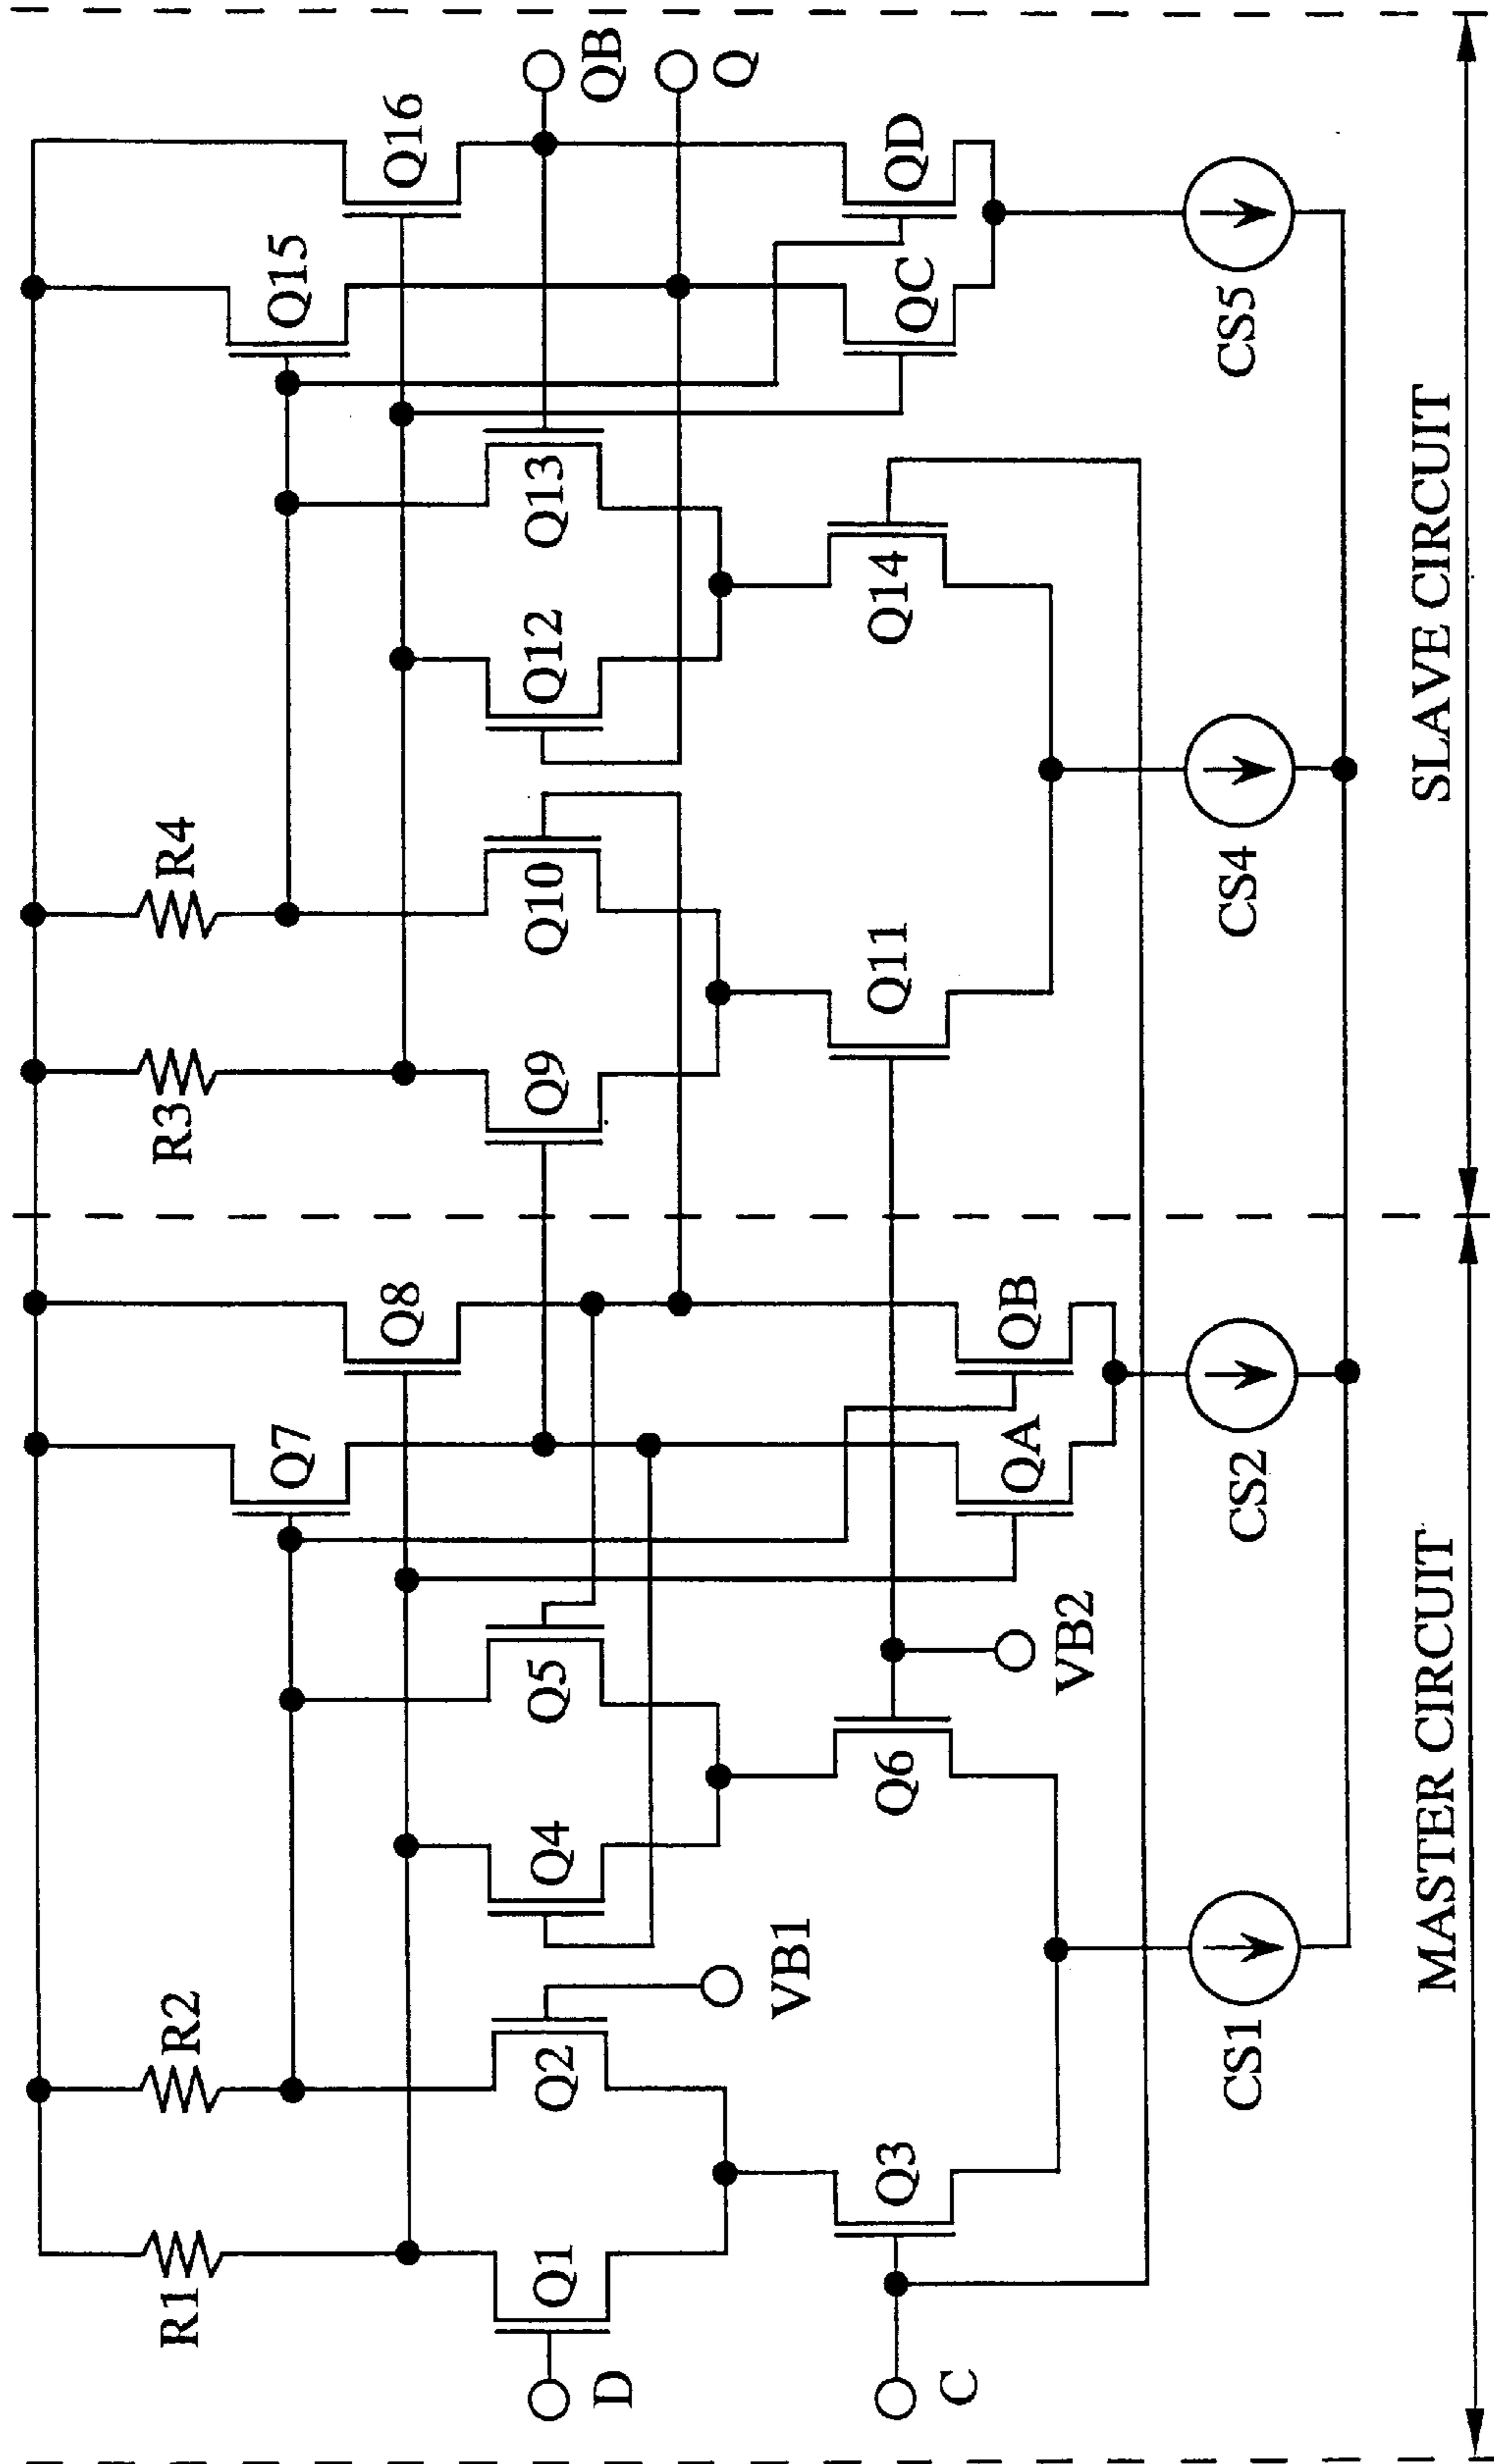 R1
R2
R3
R4
Q7
Q8
Q15
Q16
D
Q1
Q2
VB1
Q4
Q5
Q9
Q10
Q12
Q13
QB
Q
C
Q3
Q6
VB2
QA
QB
Q11
Q14
QC
QD
CS1
CS2
CS4
CS5
MASTER CIRCUIT
SLAVE CIRCUIT